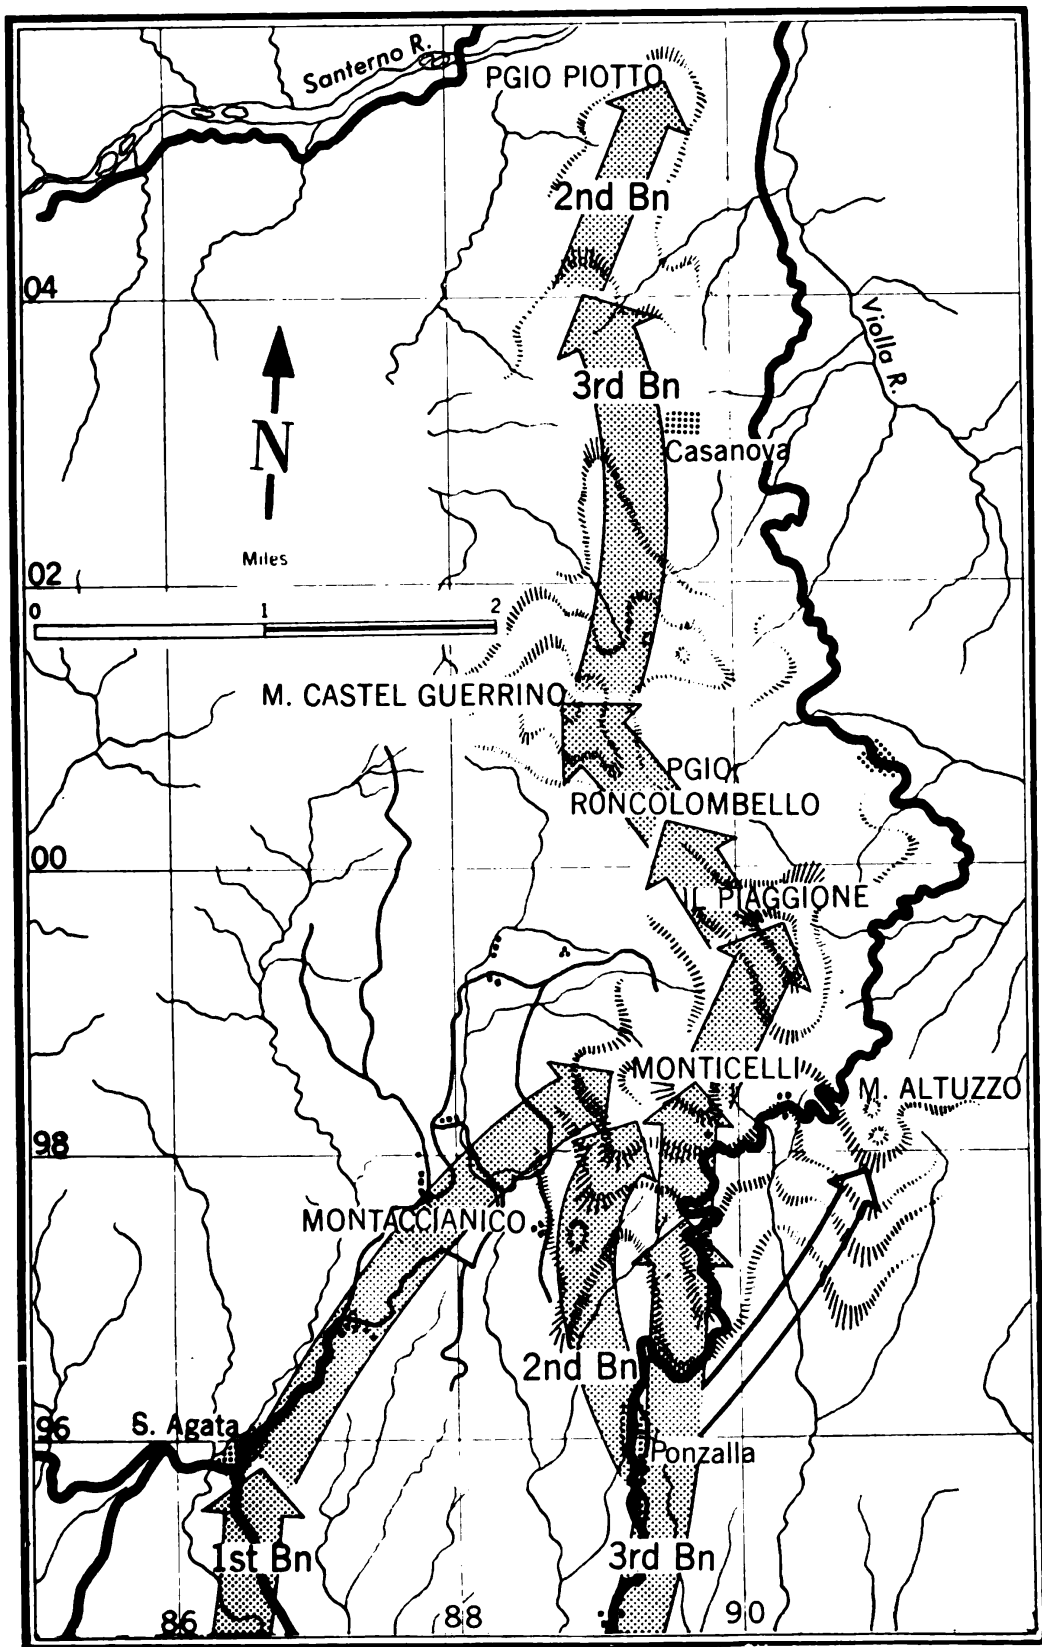 Santerno R.
PGIO PIOTTO
2nd Bn
04
Violla R.
3rd Bn
N
Casanova
Miles
02
0 1 2
M. CASTEL GUERRINO
PGIO,
RONCOLOMBELLO
00
IL PIAGGIONE
MONTICELLI
M. ALTUZZO
98
MONTACCIANICO
2nd Bn
S. Agata
96
Ponzalla
1st Bn
3rd Bn
86
88
90